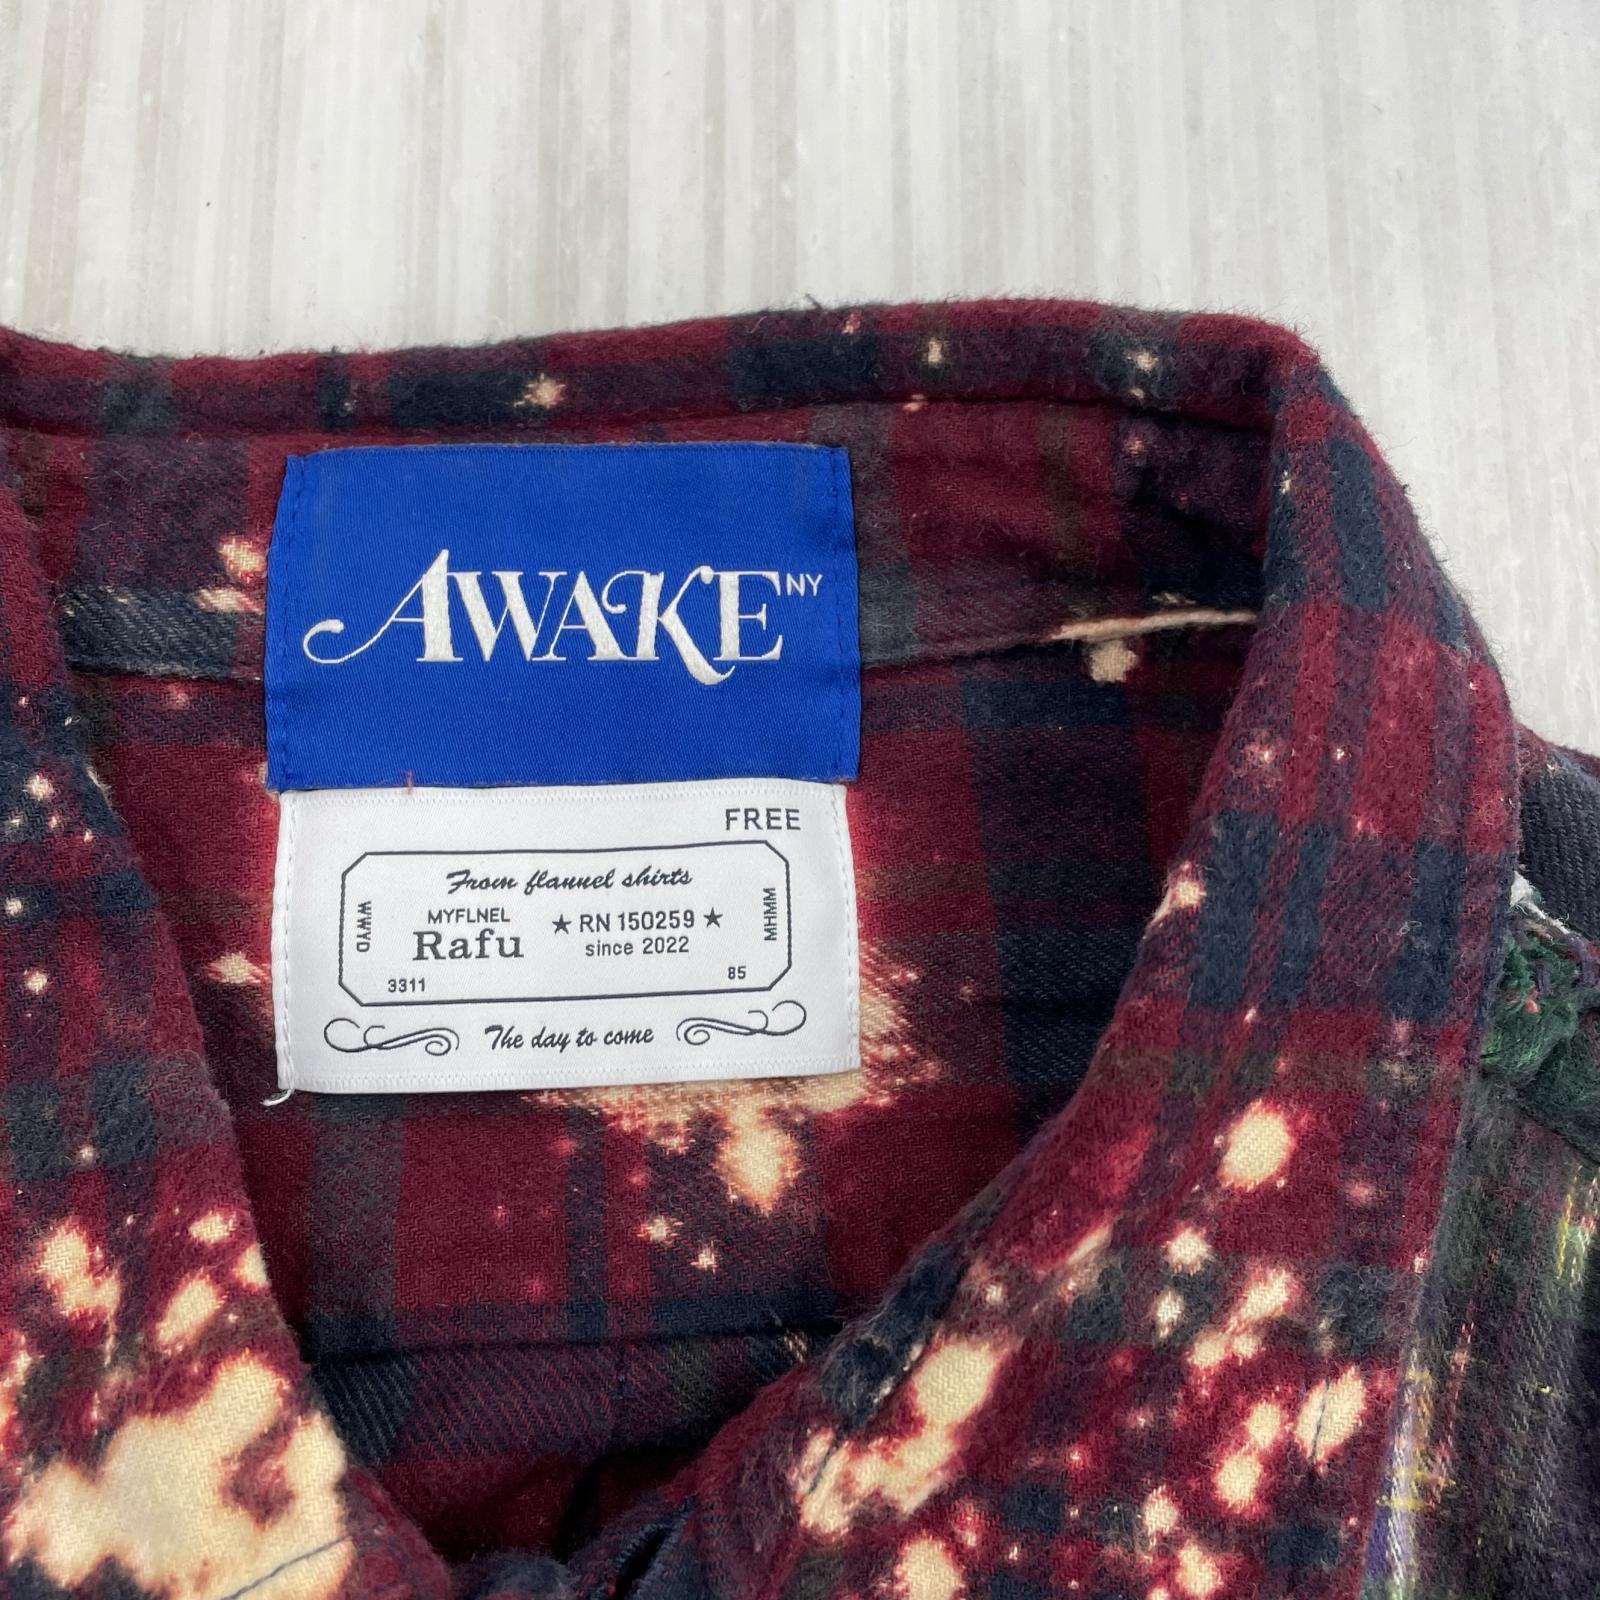 AWAKE NY
FREE
From flannel shirts
WWYD
MYFLNEL
Rafu
★ RN 150259 ★
since 2022
MHMM
3311
85
The day to come